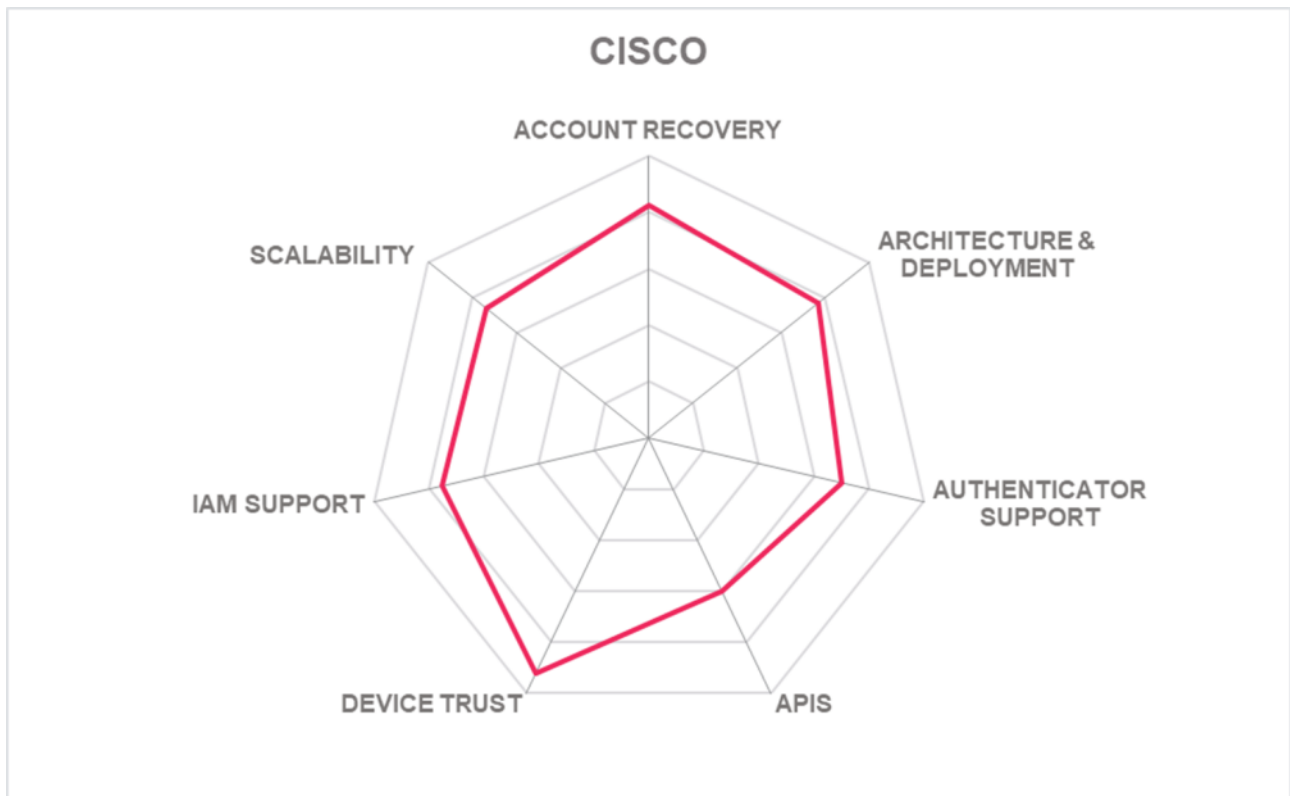 CISCO
ACCOUNT RECOVERY
ARCHITECTURE &
DEPLOYMENT
SCALABILITY
AUTHENTICATOR
SUPPORT
IAM SUPPORT
DEVICE TRUST
APIS